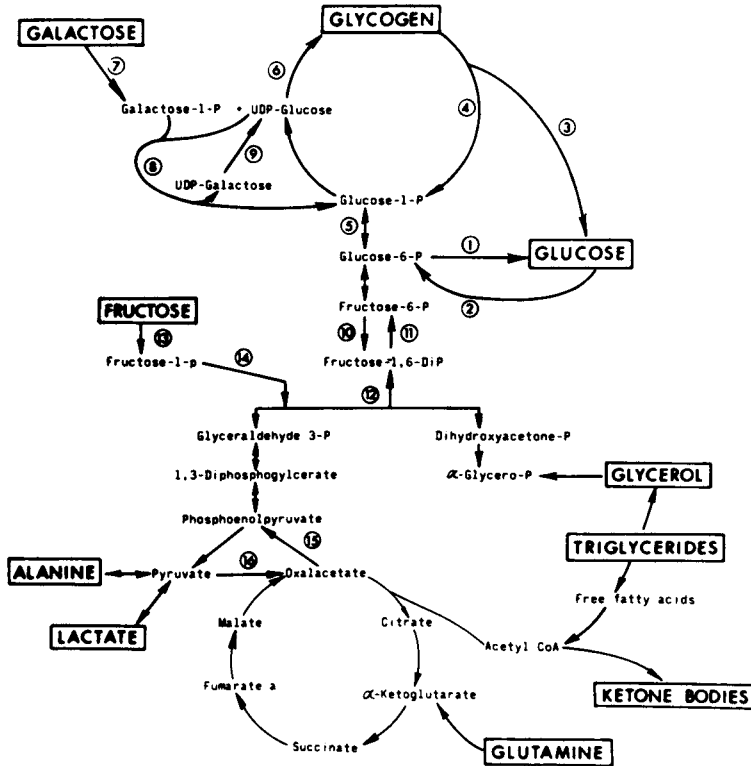 GALACTOSE
GLYCOGEN
⑦
⑥
Galactose-1-P + UDP-Glucose
④
③
⑧
⑨
UDP-Galactose
Glucose-1-P
⑤
Glucose-6-P
①
GLUCOSE
②
FRUCTOSE
Fructose-6-P
⑬
⑩
⑪
Fructose-1-p
⑭
Fructose-1,6-DiP
⑫
Glyceraldehyde 3-P
Dihydroxyacetone-P
1,3-Diphosphogylcerate
α-Glycero-P
GLYCEROL
Phosphoenolpyruvate
⑮
TRIGLYCERIDES
ALANINE
Pyruvate
⑯
Oxalacetate
Free fatty acids
LACTATE
Malate
Citrate
Acetyl CoA
Fumarate a
α-Ketoglutarate
KETONE BODIES
Succinate
GLUTAMINE